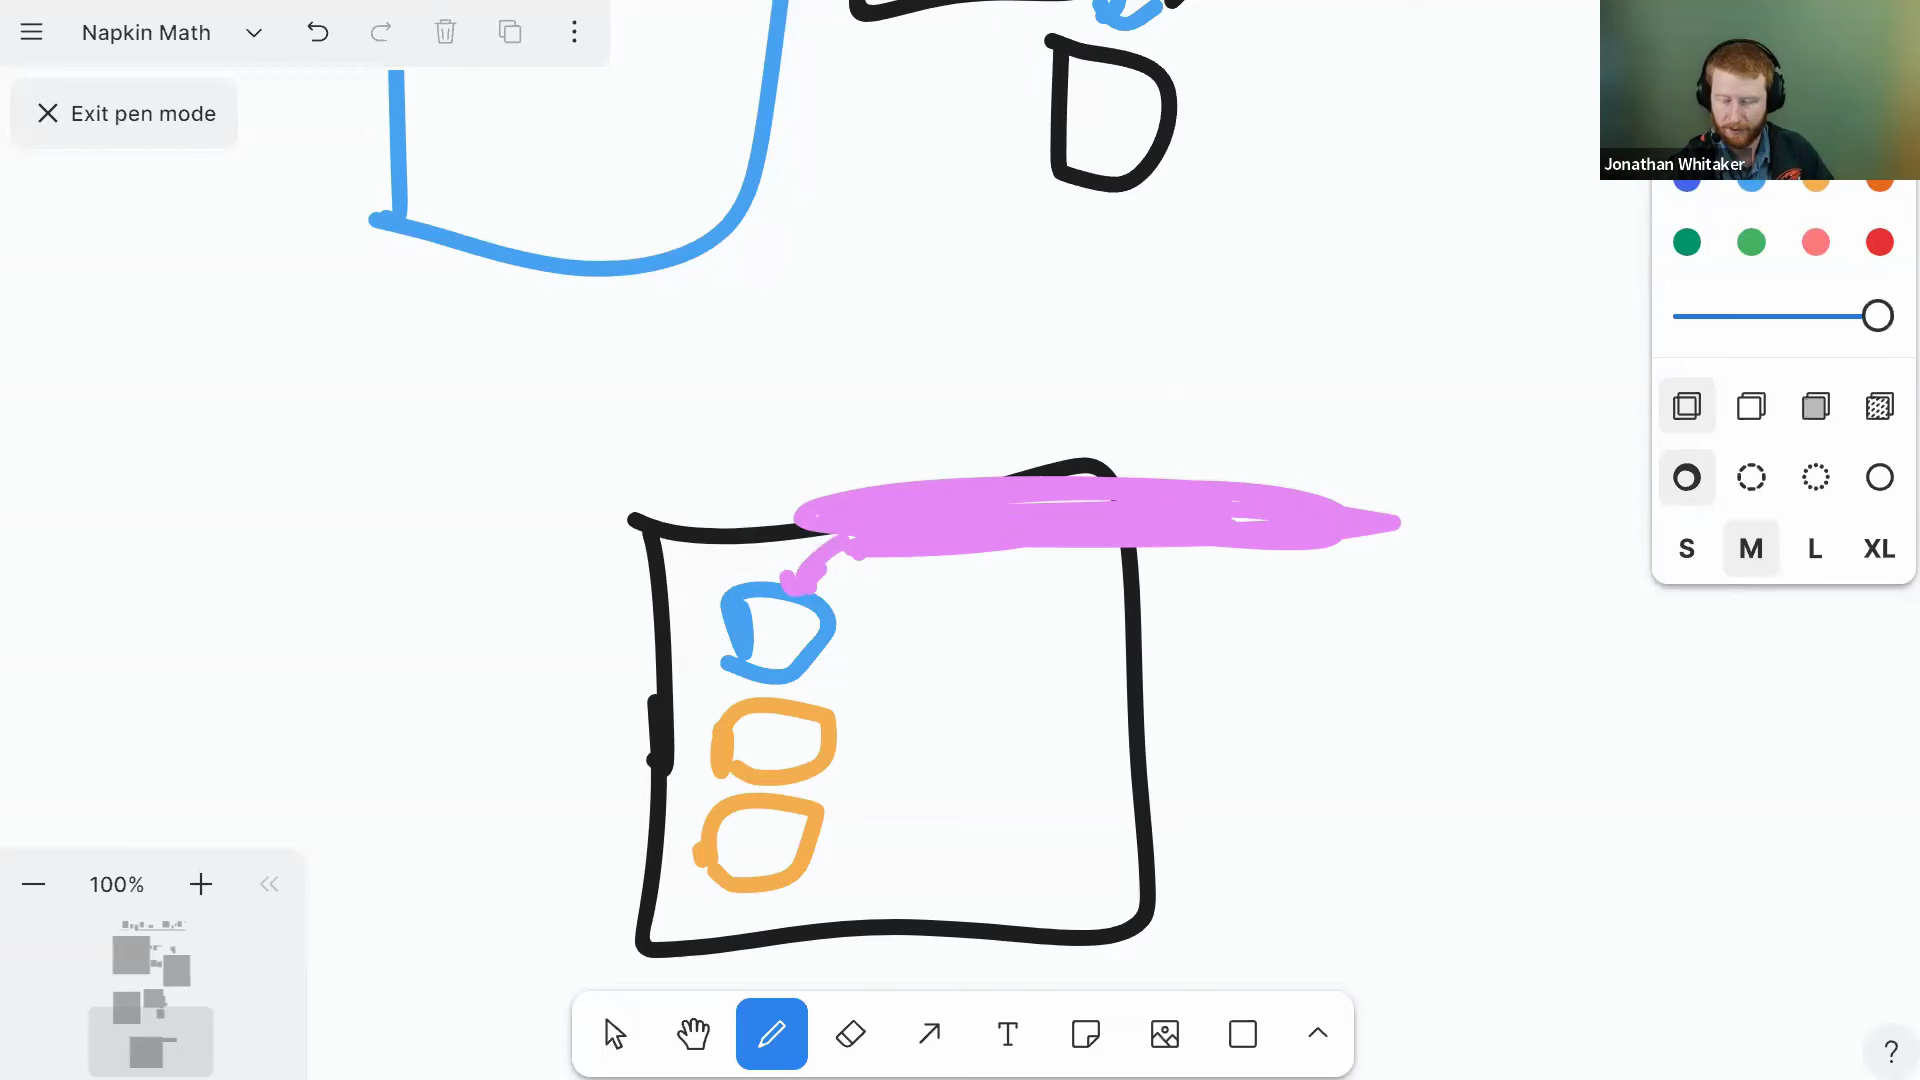 Napkin Math
Exit pen mode
Jonathan Whitaker
S M L XL
100%
?